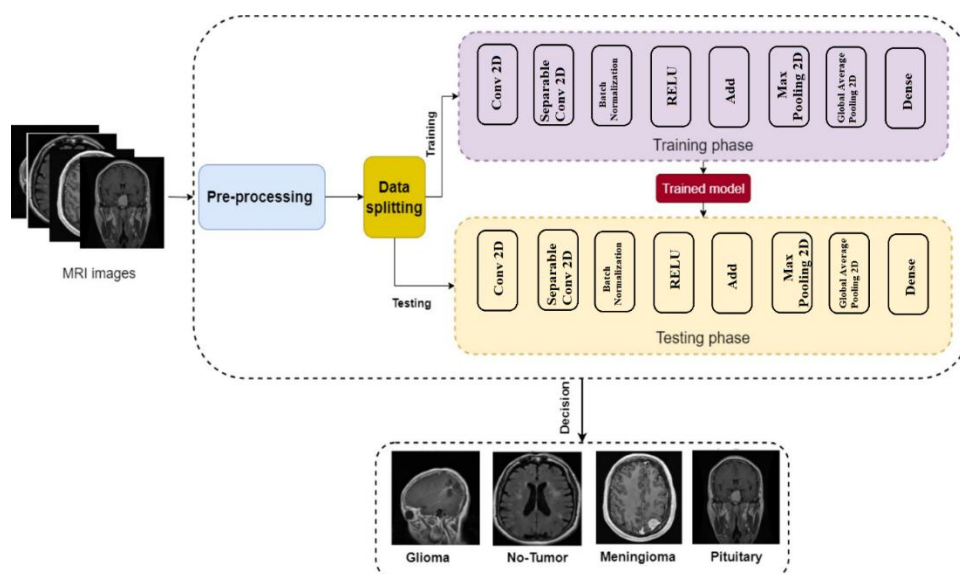 Conv 2D
Separable
Conv 2D
Batch
Normalization
RELU
Add
Max
Pooling 2D
Global Average
Pooling 2D
Dense
Training phase
Training
MRI images
Pre-processing
Data
splitting
Trained model
Testing
Conv 2D
Separable
Conv 2D
Batch
Normalization
RELU
Add
Max
Pooling 2D
Global Average
Pooling 2D
Dense
Testing phase
Decision
Glioma
No-Tumor
Meningioma
Pituitary